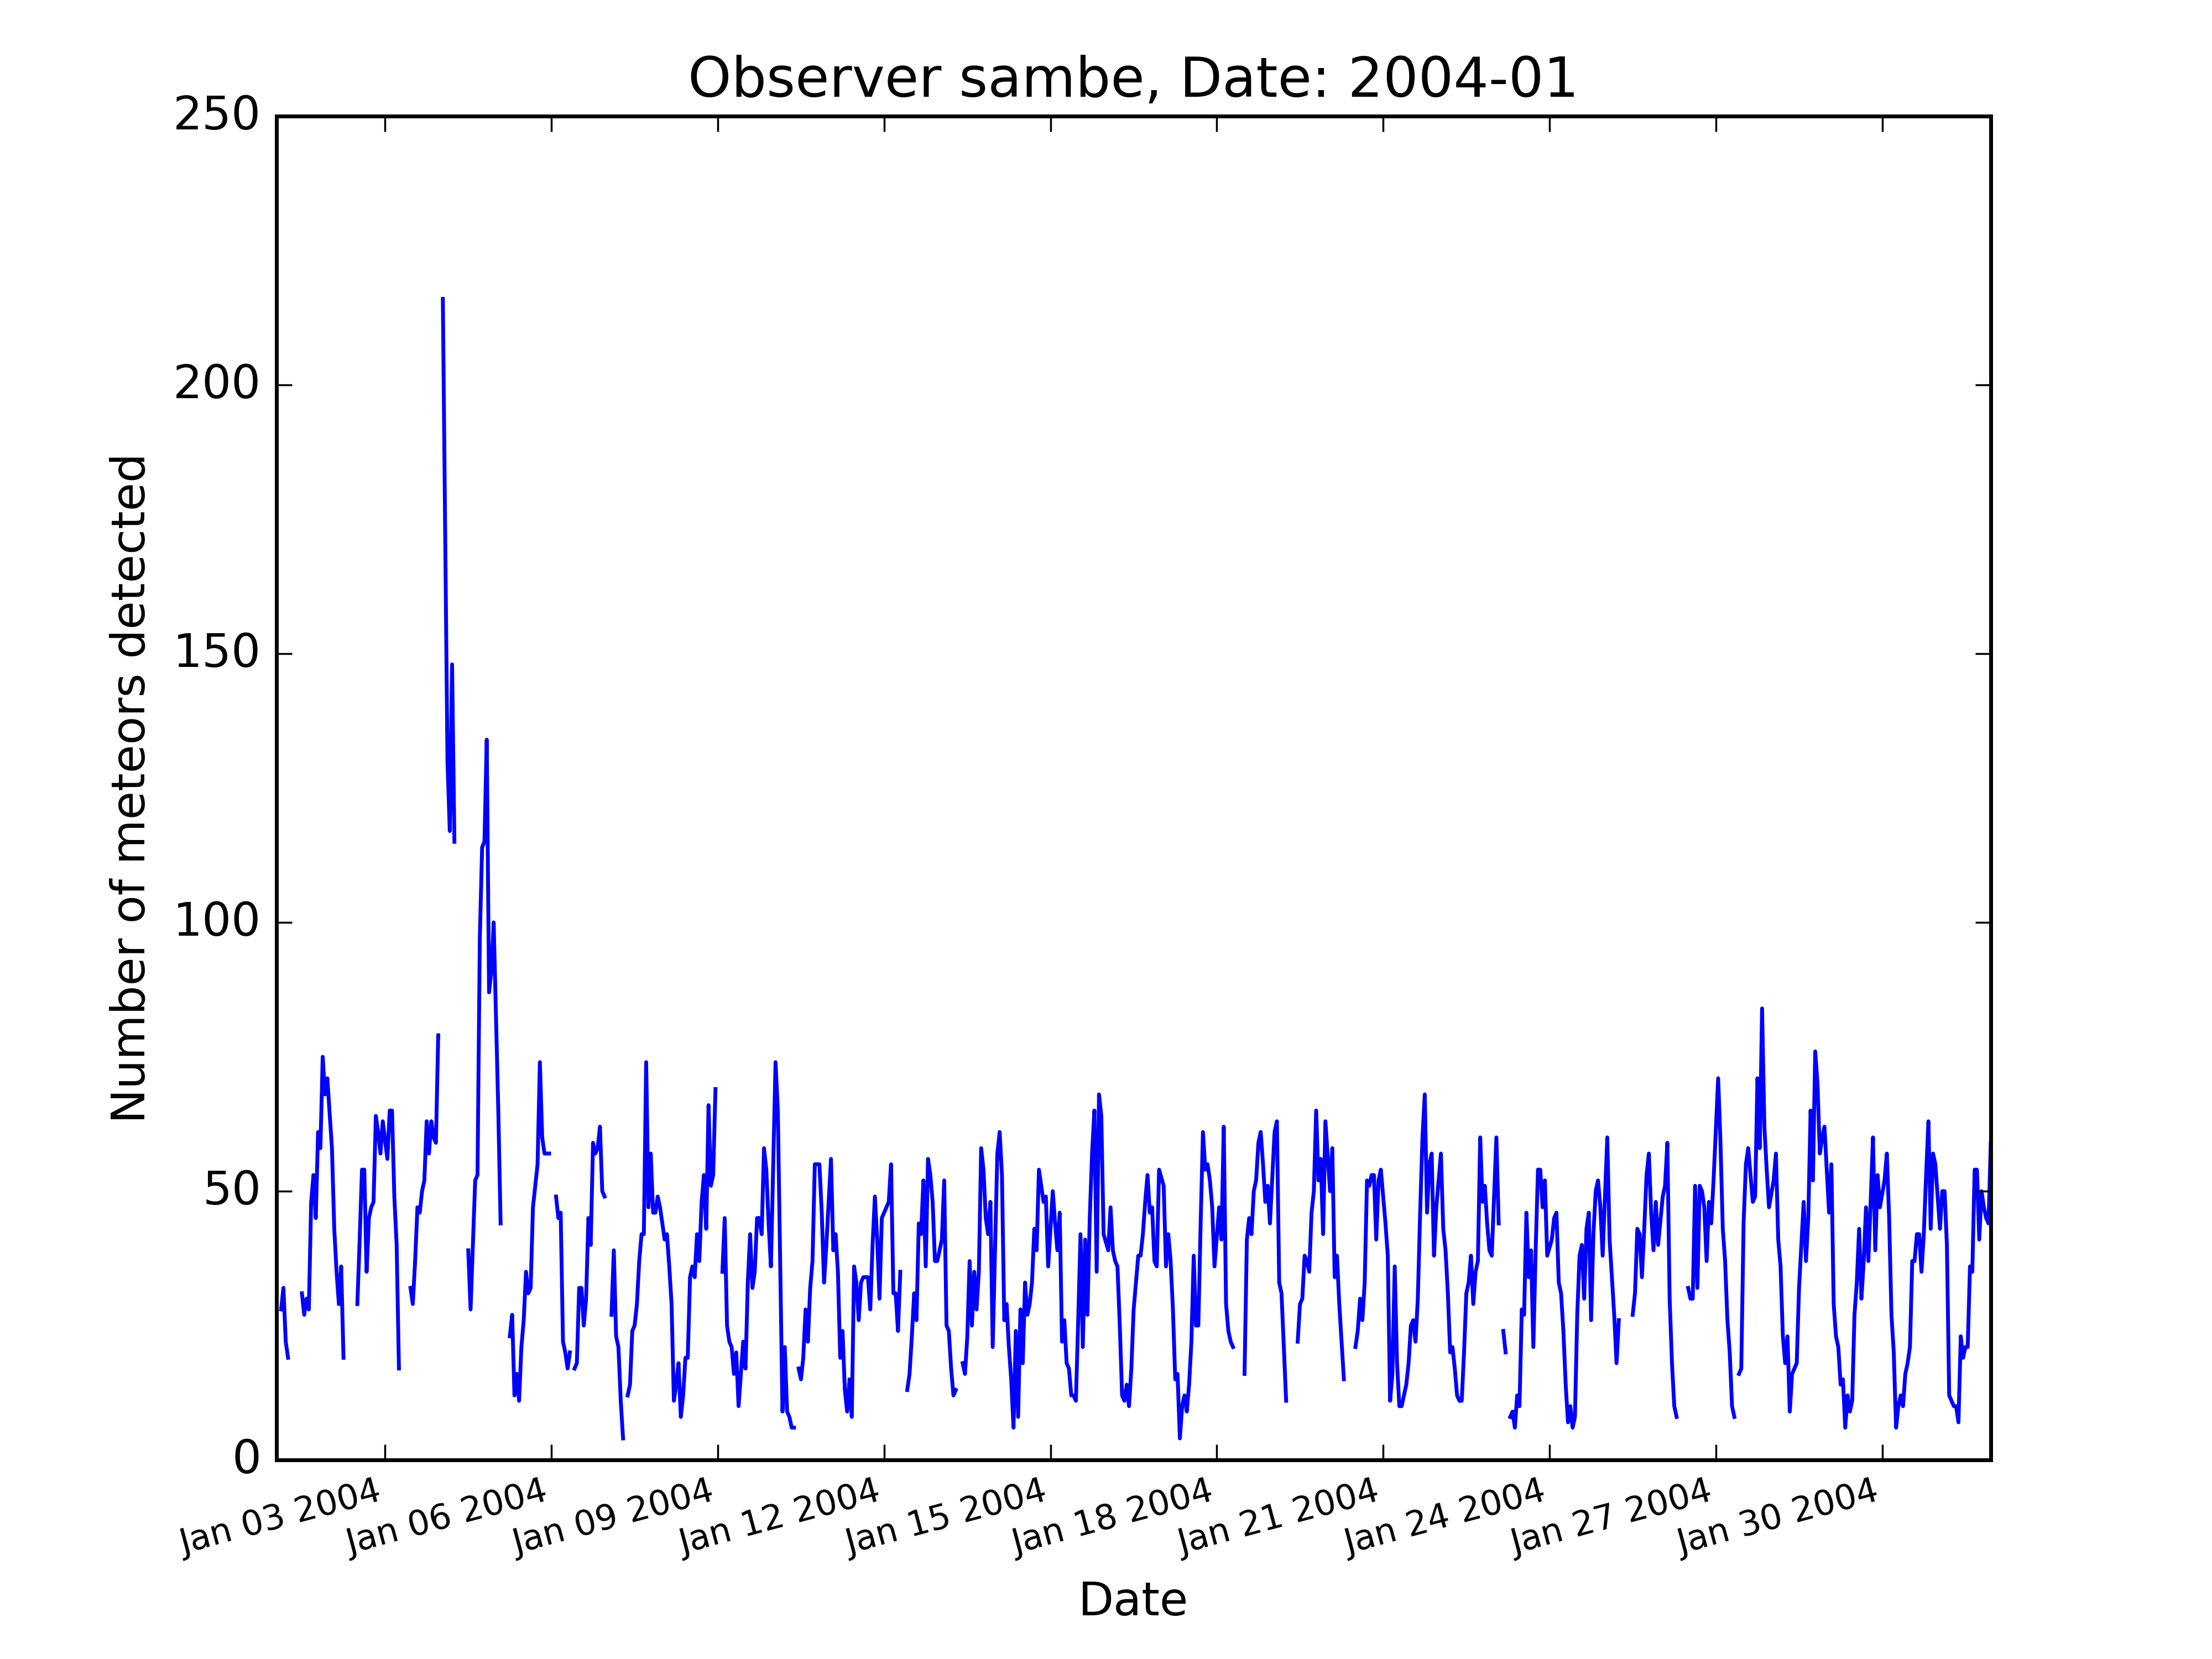 Observer sambe, Date: 2004-01
Number of meteors detected
250
200
150
100
50
0
Jan 03 2004
Jan 06 2004
Jan 09 2004
Jan 12 2004
Jan 15 2004
Jan 18 2004
Jan 21 2004
Jan 24 2004
Jan 27 2004
Jan 30 2004
Date